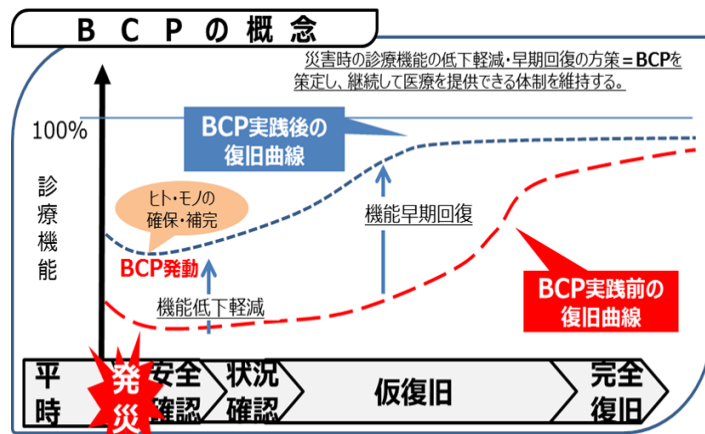 BCPの概念
災害時の診療機能の低下軽減・早期回復の方策=BCPを
策定し、継続して医療を提供できる体制を維持する。
100%
診療機能
BCP実践後の
復旧曲線
ヒト・モノの
確保・補完
BCP発動
機能低下軽減
機能早期回復
BCP実践前の
復旧曲線
平時
発災
安全
確認
状況
確認
仮復旧
完全
復旧